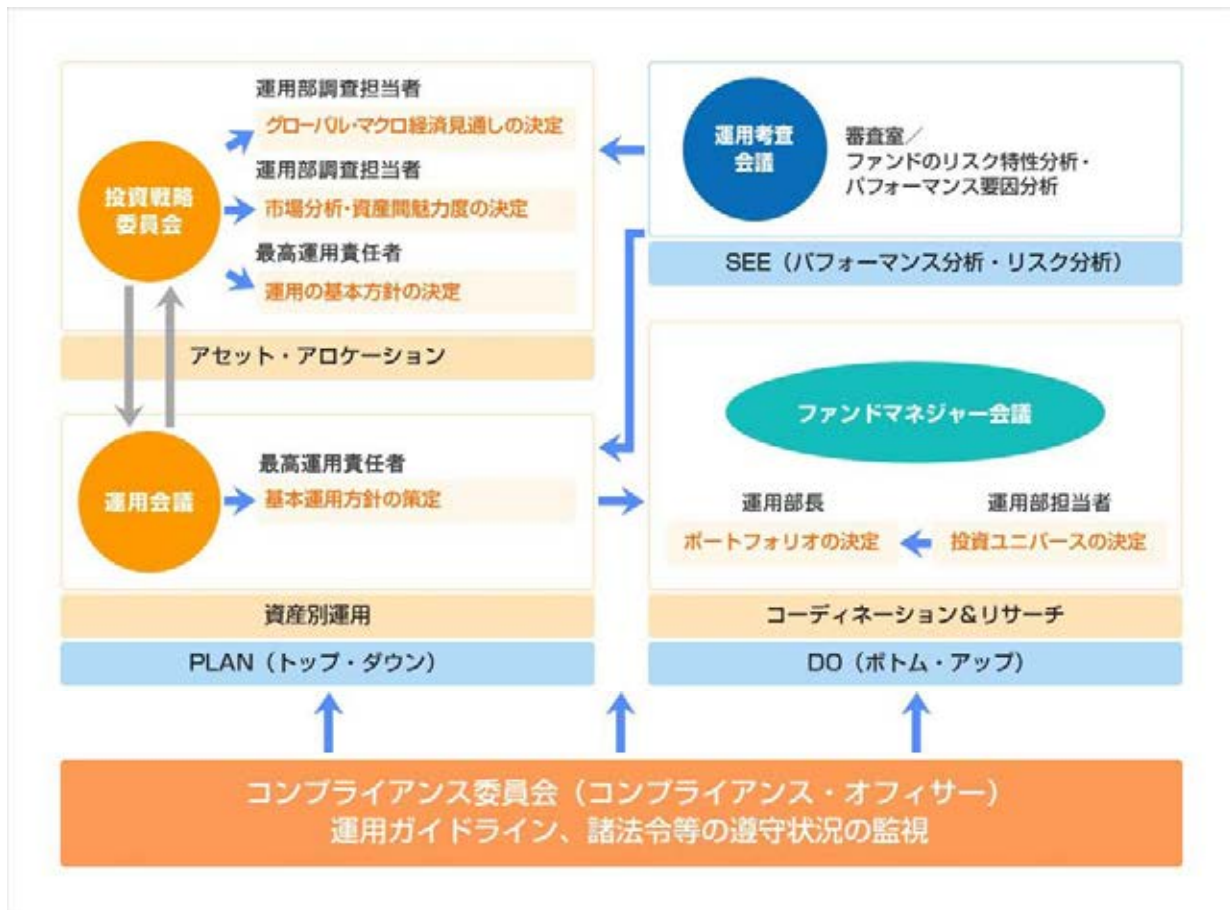 運用部調査担当者
グローバル・マクロ経済見通しの決定
運用部調査担当者
市場分析・資産間魅力度の決定
最高運用責任者
運用の基本方針の決定
投資戦略
委員会
アセット・アロケーション
運用会議
最高運用責任者
基本運用方針の策定
資産別運用
PLAN（トップ・ダウン）
運用考査
会議
審査室／
ファンドのリスク特性分析・
パフォーマンス要因分析
SEE（パフォーマンス分析・リスク分析）
ファンドマネジャー会議
運用部長
ポートフォリオの決定
運用部担当者
投資ユニバースの決定
コーディネーション＆リサーチ
DO（ボトム・アップ）
コンプライアンス委員会（コンプライアンス・オフィサー）
運用ガイドライン、諸法令等の遵守状況の監視